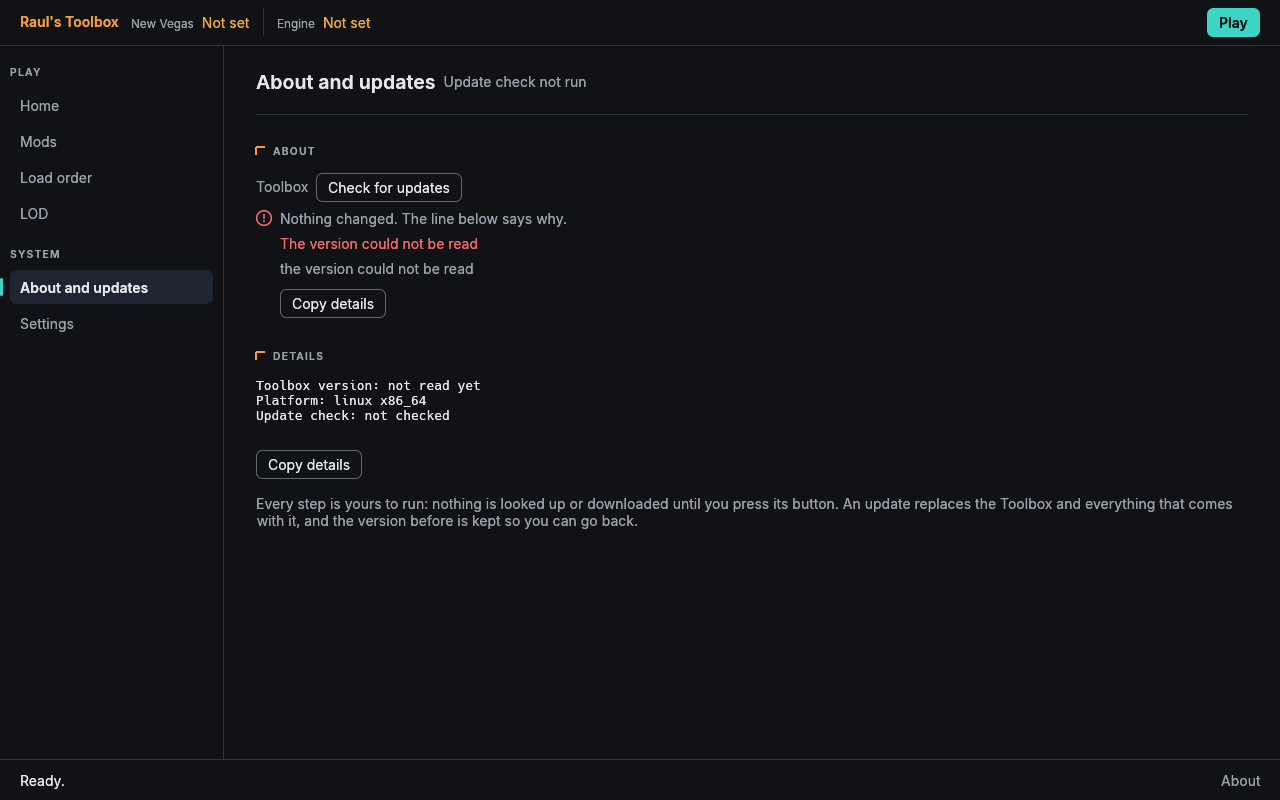 Raul's Toolbox New Vegas Not set Engine Not set Play
PLAY
Home
Mods
Load order
LOD
SYSTEM
About and updates
Settings
About and updates Update check not run
ABOUT
Toolbox Check for updates
Nothing changed. The line below says why.
The version could not be read
the version could not be read
Copy details
DETAILS
Toolbox version: not read yet
Platform: linux x86_64
Update check: not checked
Copy details
Every step is yours to run: nothing is looked up or downloaded until you press its button. An update replaces the Toolbox and everything that comes
with it, and the version before is kept so you can go back.
Ready. About